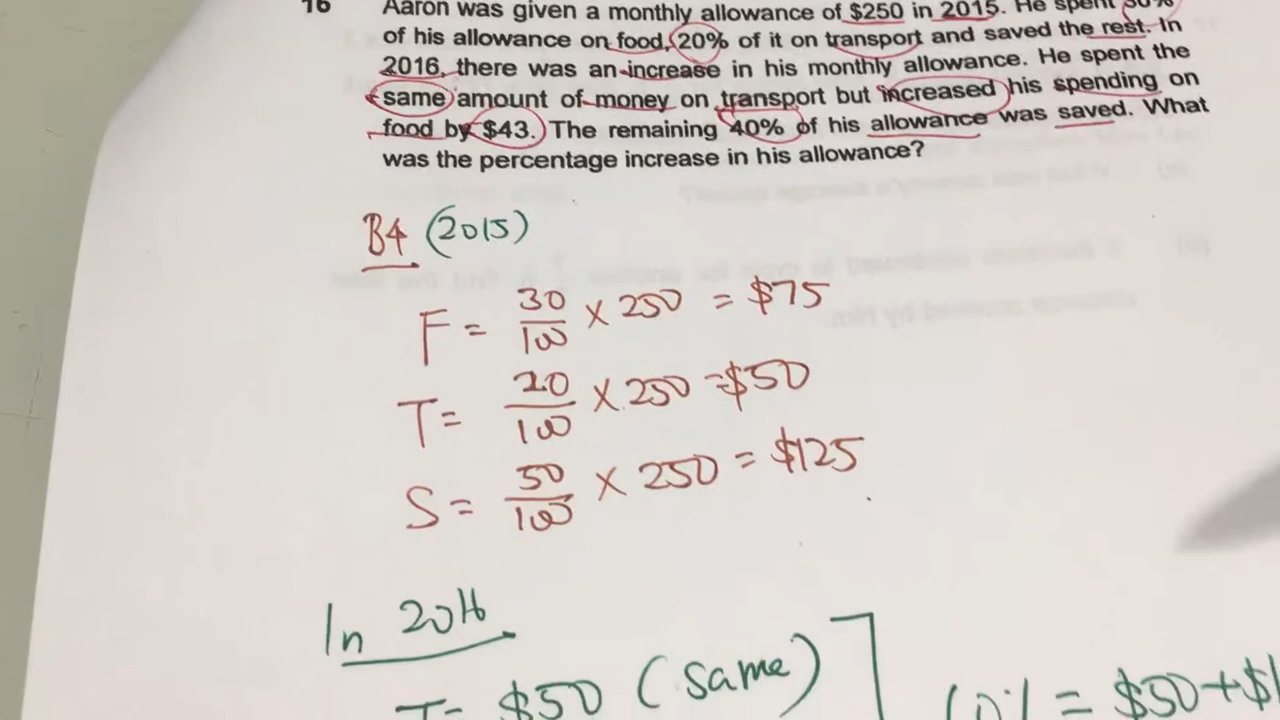 16 Aaron was given a monthly allowance of $250 in 2015. He spent 30%
of his allowance on food, 20% of it on transport and saved the rest. In
2016, there was an increase in his monthly allowance. He spent the
same amount of money on transport but increased his spending on
food by $43. The remaining 40% of his allowance was saved. What
was the percentage increase in his allowance?
B4 (2015)
F = 30/100 x 250 = $75
T = 20/100 x 250 = $50
S = 50/100 x 250 = $125
In 2016
T = $50 (same)
= $50 + $1